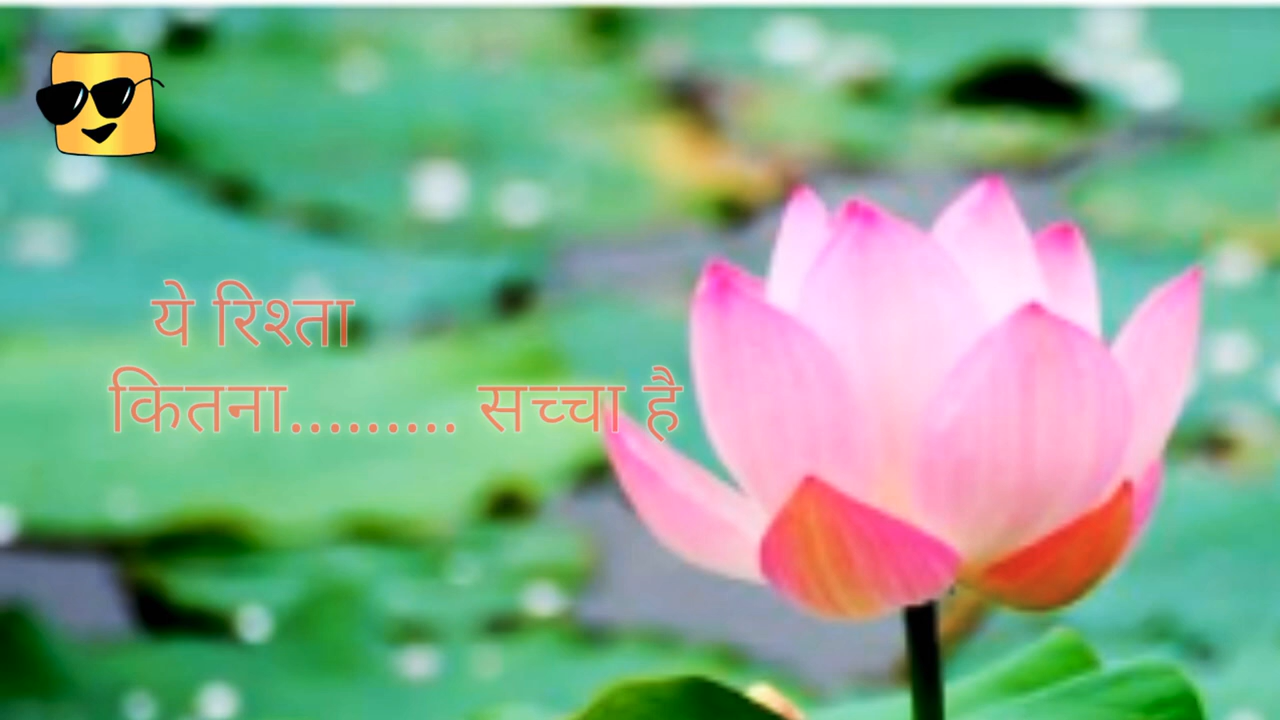 ये रिश्ता
कितना......... सच्चा है